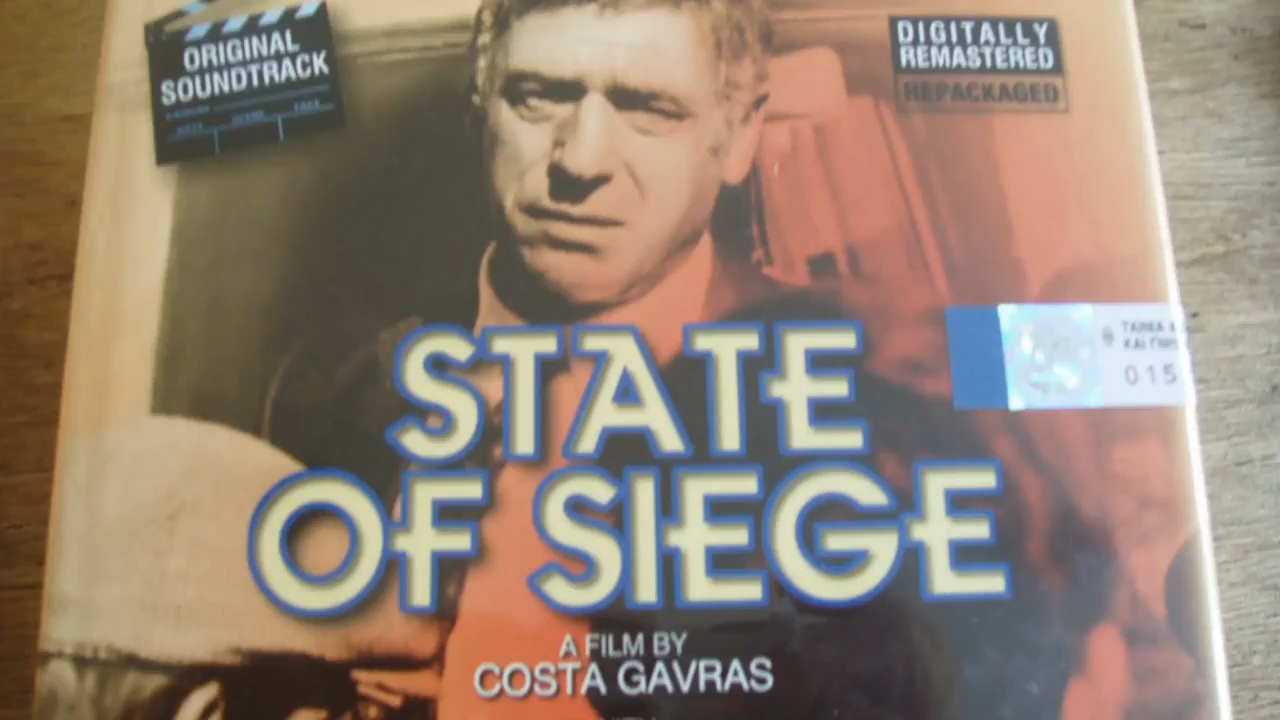 ORIGINAL
SOUNDTRACK
DIGITALLY
REMASTERED
REPACKAGED
015
STATE
OF SIEGE
A FILM BY
COSTA GAVRAS